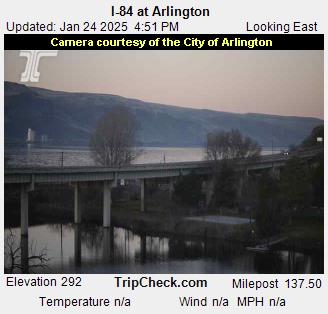 I-84 at Arlington
Updated: Jan 24 2025 4:51 PM Looking East
Camera courtesy of the City of Arlington
Elevation 292 TripCheck.com Milepost 137.50
Temperature n/a Wind n/a MPH n/a